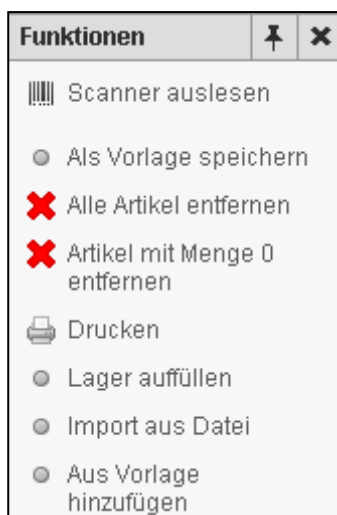 Funktionen
Scanner auslesen
Als Vorlage speichern
Alle Artikel entfernen
Artikel mit Menge 0
entfernen
Drucken
Lager auffüllen
Import aus Datei
Aus Vorlage
hinzufügen